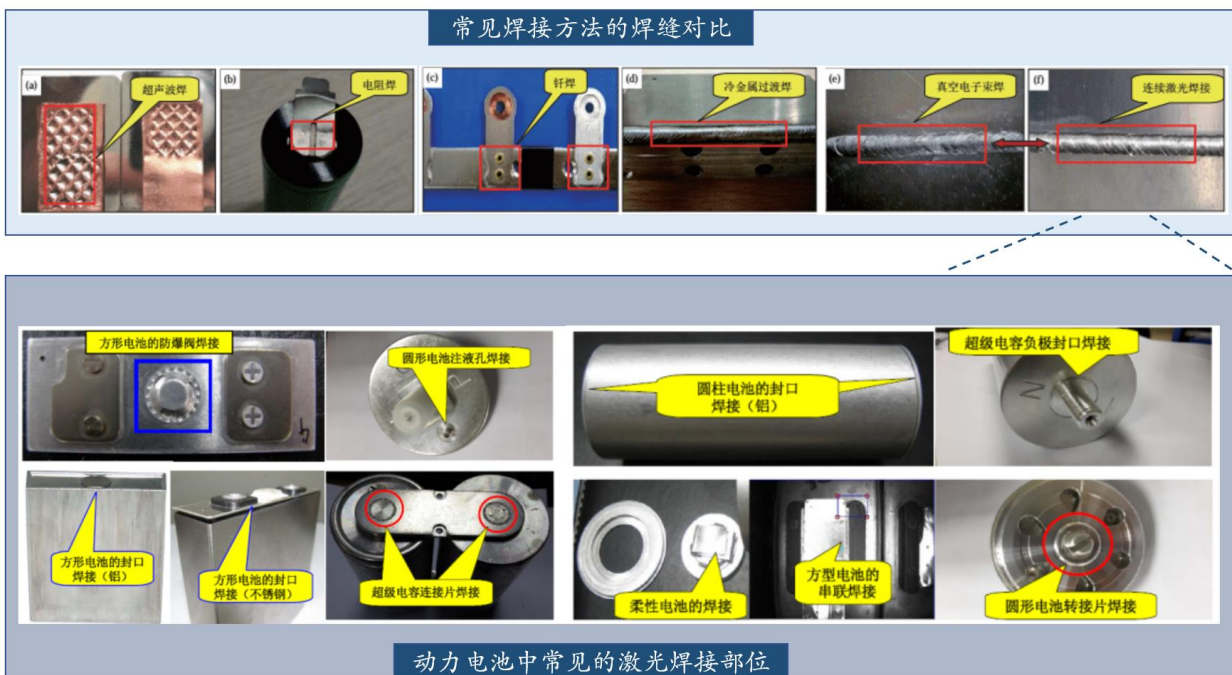 常见焊接方法的焊缝对比
(a)
超声波焊
(b)
电阻焊
(c)
钎焊
(d)
冷金属过渡焊
(e)
真空电子束焊
(f)
连续激光焊接
方形电池的防爆阀焊接
圆形电池注液孔焊接
圆柱电池的封口
焊接（铝）
超级电容负极封口焊接
N
方形电池的封口
焊接（铝）
方形电池的封口
焊接（不锈钢）
超级电容连接片焊接
柔性电池的焊接
方型电池的
串联焊接
圆形电池转接片焊接
动力电池中常见的激光焊接部位